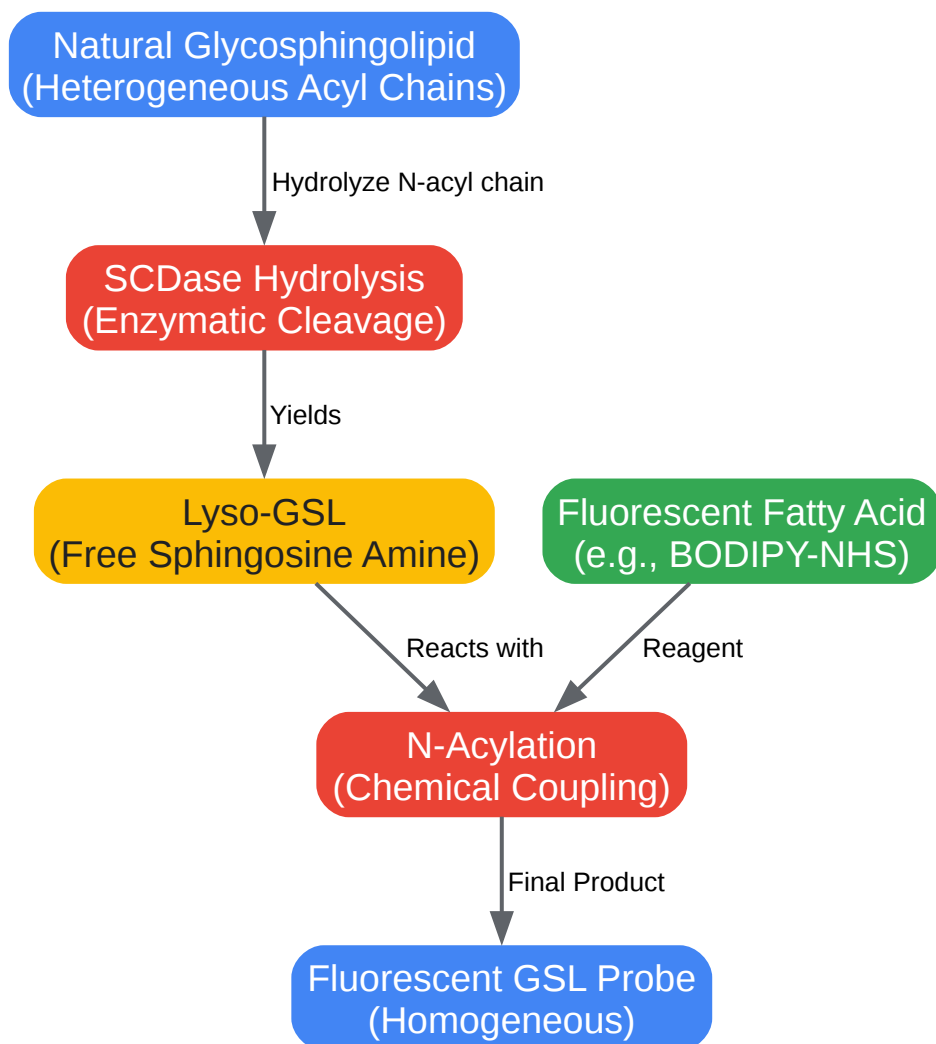 Natural Glycosphingolipid
(Heterogeneous Acyl Chains)
Hydrolyze N-acyl chain
SCDase Hydrolysis
(Enzymatic Cleavage)
Yields
Lyso-GSL
(Free Sphingosine Amine)
Fluorescent Fatty Acid
(e.g., BODIPY-NHS)
Reacts with
Reagent
N-Acylation
(Chemical Coupling)
Final Product
Fluorescent GSL Probe
(Homogeneous)